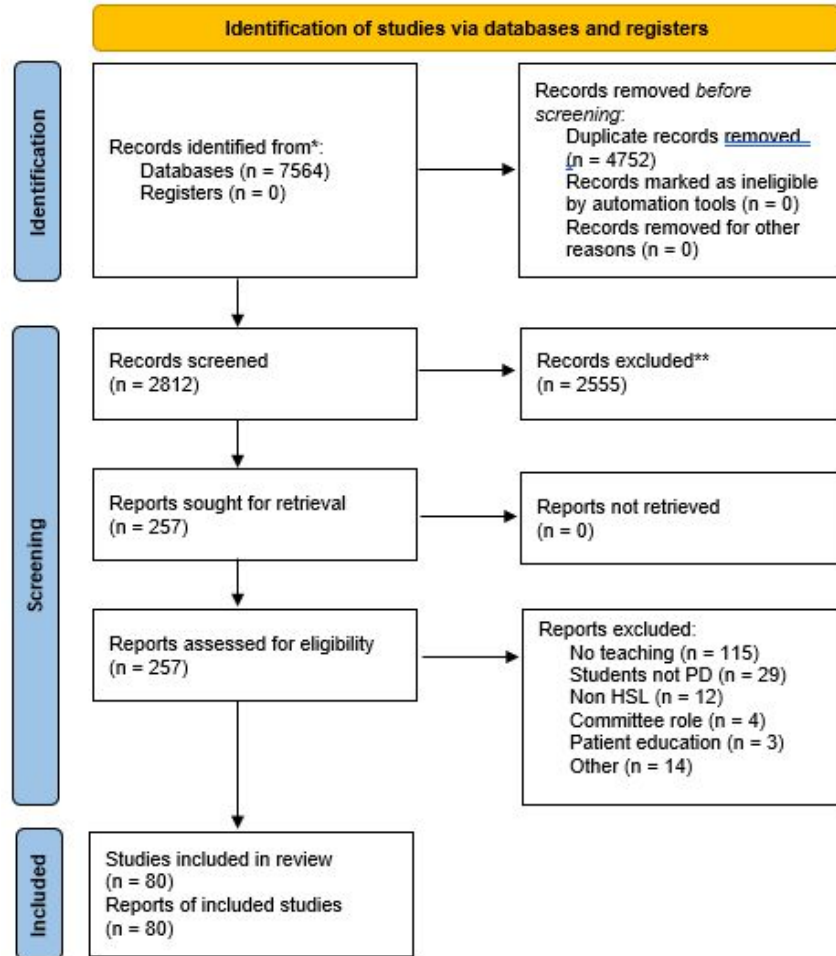 Identification of studies via databases and registers
Identification
Records identified from*:
Databases (n = 7564)
Registers (n = 0)
Records removed before
screening:
Duplicate records removed
(n = 4752)
Records marked as ineligible
by automation tools (n = 0)
Records removed for other
reasons (n = 0)
Screening
Records screened
(n = 2812)
Records excluded**
(n = 2555)
Reports sought for retrieval
(n = 257)
Reports not retrieved
(n = 0)
Reports assessed for eligibility
(n = 257)
Reports excluded:
No teaching (n = 115)
Students not PD (n = 29)
Non HSL (n = 12)
Committee role (n = 4)
Patient education (n = 3)
Other (n = 14)
Included
Studies included in review
(n = 80)
Reports of included studies
(n = 80)